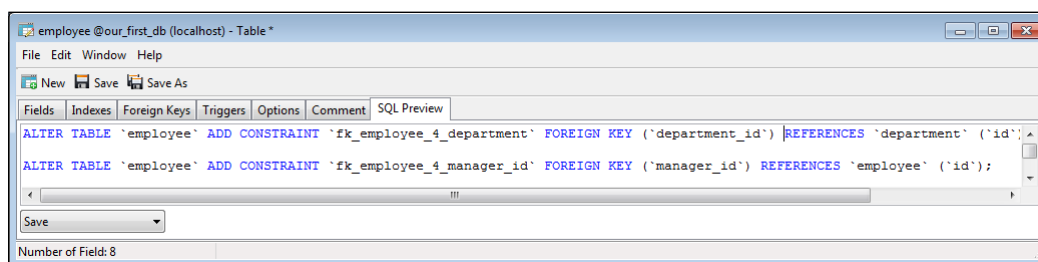 employee @our_first_db (localhost) - Table *
File Edit Window Help
New Save Save As
Fields Indexes Foreign Keys Triggers Options Comment SQL Preview
ALTER TABLE `employee` ADD CONSTRAINT `fk_employee_4_department` FOREIGN KEY (`department_id`) REFERENCES `department` (`id`)
ALTER TABLE `employee` ADD CONSTRAINT `fk_employee_4_manager_id` FOREIGN KEY (`manager_id`) REFERENCES `employee` (`id`);
Save
Number of Field: 8